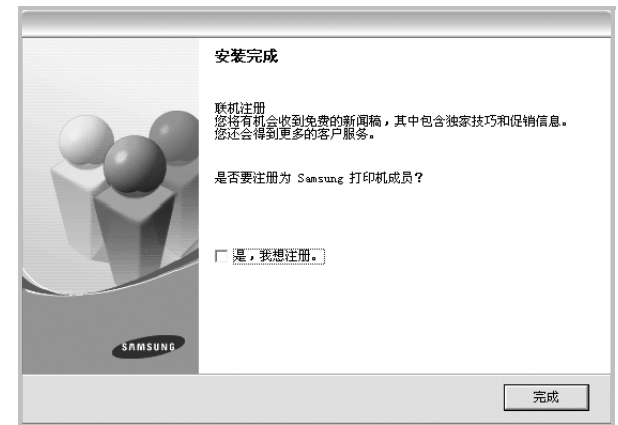 安装完成
联机注册
您将有机会收到免费的新闻稿，其中包含独家技巧和促销信息。
您还会得到更多的客户服务。
是否要注册为 Samsung 打印机成员？
是，我想注册。
SAMSUNG
完成